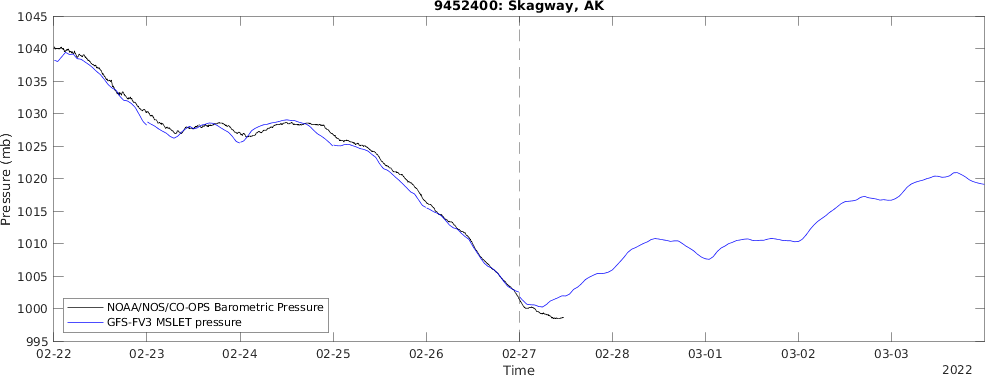 9452400: Skagway, AK
1045
1040
1035
1030
1025
1020
1015
1010
1005
1000
995
Pressure (mb)
NOAA/NOS/CO-OPS Barometric Pressure
GFS-FV3 MSLET pressure
02-22 02-23 02-24 02-25 02-26 02-27 02-28 03-01 03-02 03-03
Time
2022